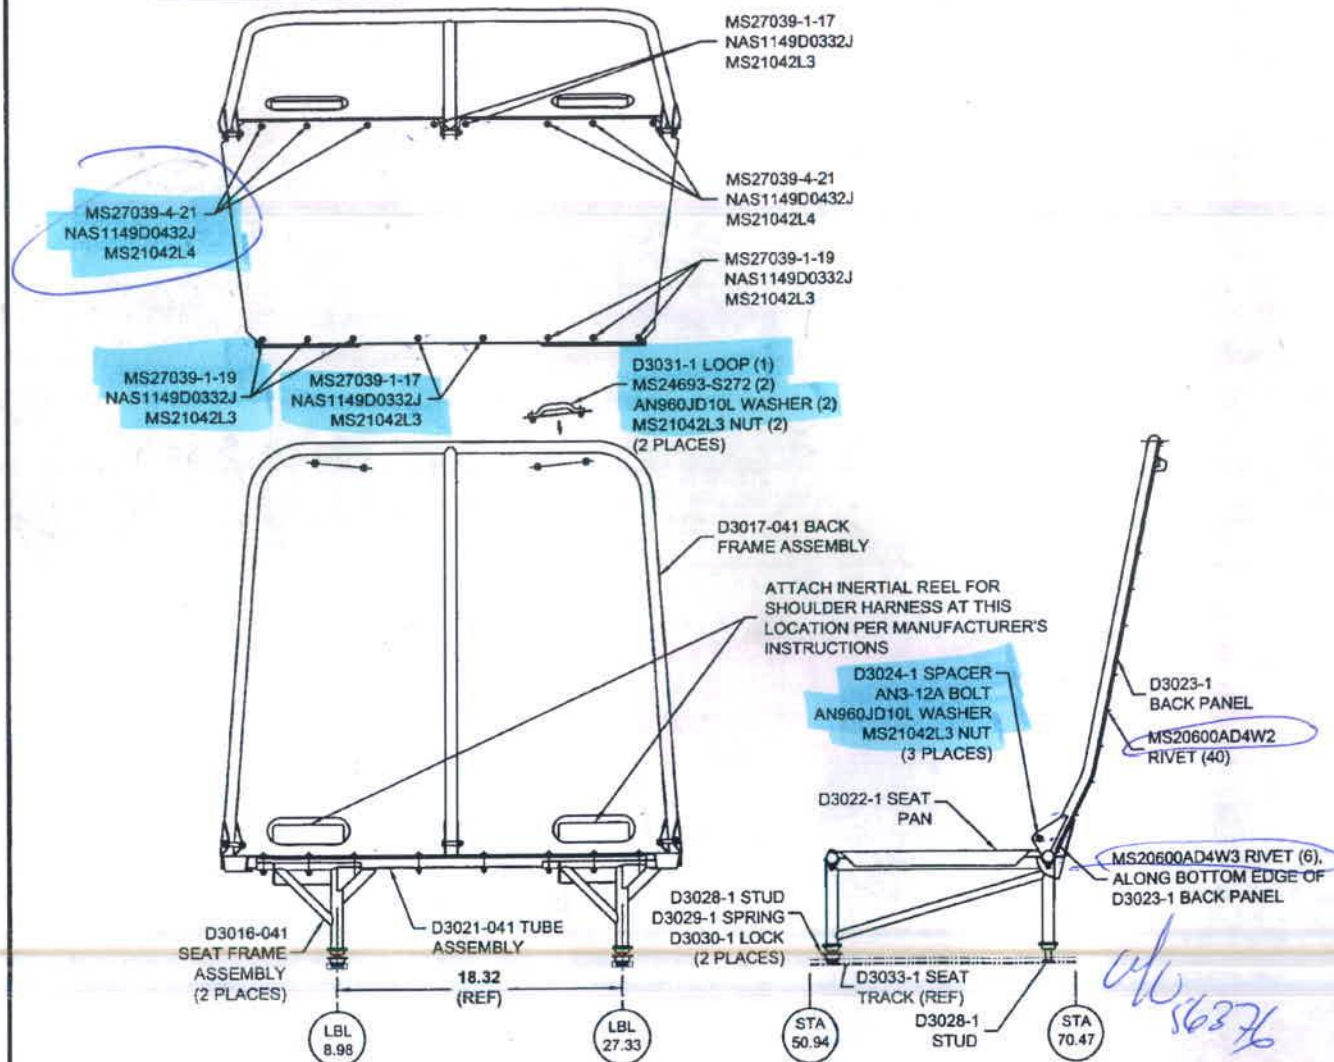 MS27039-1-17
NAS1149D0332J
MS21042L3
MS27039-4-21
NAS1149D0432J
MS21042L4
MS27039-4-21
NAS1149D0432J
MS21042L4
MS27039-1-19
NAS1149D0332J
MS21042L3
MS27039-1-19
NAS1149D0332J
MS21042L3
MS27039-1-17
NAS1149D0332J
MS21042L3
D3031-1 LOOP (1)
MS24693-S272 (2)
AN960JD10L WASHER (2)
MS21042L3 NUT (2)
(2 PLACES)
D3017-041 BACK
FRAME ASSEMBLY
ATTACH INERTIAL REEL FOR
SHOULDER HARNESS AT THIS
LOCATION PER MANUFACTURER'S
INSTRUCTIONS
D3024-1 SPACER
AN3-12A BOLT
AN960JD10L WASHER
MS21042L3 NUT
(3 PLACES)
D3023-1
BACK PANEL
MS20600AD4W2
RIVET (40)
D3022-1 SEAT
PAN
MS20600AD4W3 RIVET (6),
ALONG BOTTOM EDGE OF
D3023-1 BACK PANEL
D3016-041
SEAT FRAME
ASSEMBLY
(2 PLACES)
D3021-041 TUBE
ASSEMBLY
D3028-1 STUD
D3029-1 SPRING
D3030-1 LOCK
(2 PLACES)
18.32
(REF)
D3033-1 SEAT
TRACK (REF)
D3028-1
STUD
LBL
8.98
LBL
27.33
STA
50.94
STA
70.47
56376